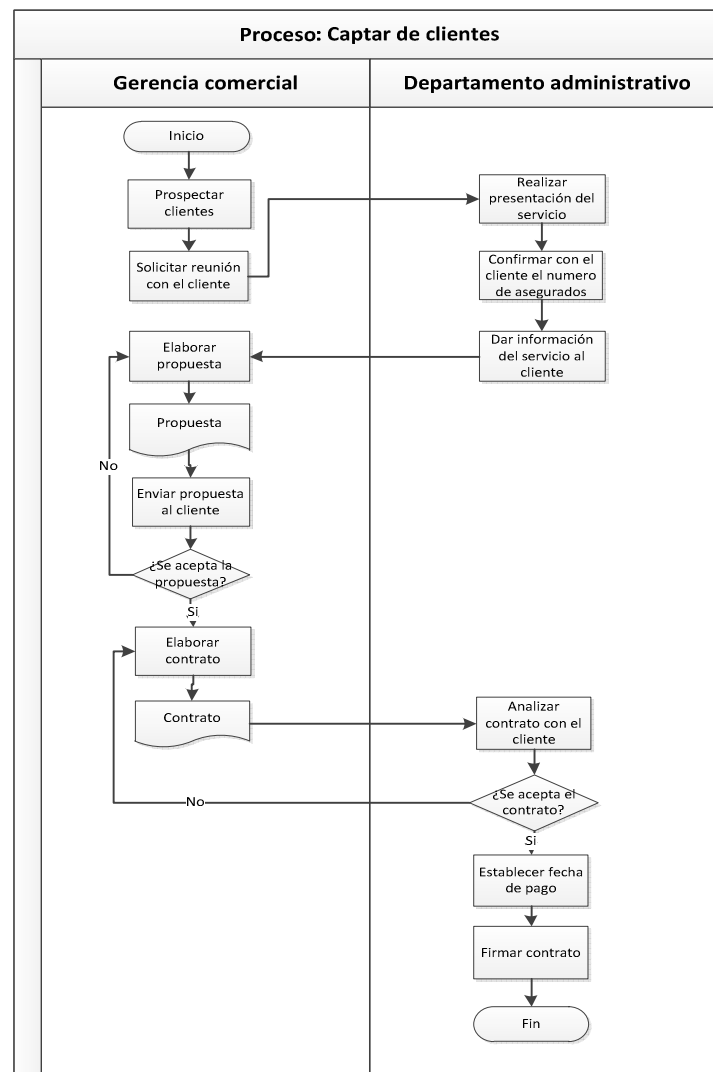 Proceso: Captar de clientes
Gerencia comercial
Departamento administrativo
Inicio
Prospectar
clientes
Solicitar reunión
con el cliente
Realizar
presentación del
servicio
Confirmar con el
cliente el numero
de asegurados
Dar información
del servicio al
cliente
Elaborar
propuesta
Propuesta
No
Enviar propuesta
al cliente
¿Se acepta la
propuesta?
Si
Elaborar
contrato
Contrato
Analizar
contrato con el
cliente
¿Se acepta el
contrato?
No
Si
Establecer fecha
de pago
Firmar contrato
Fin